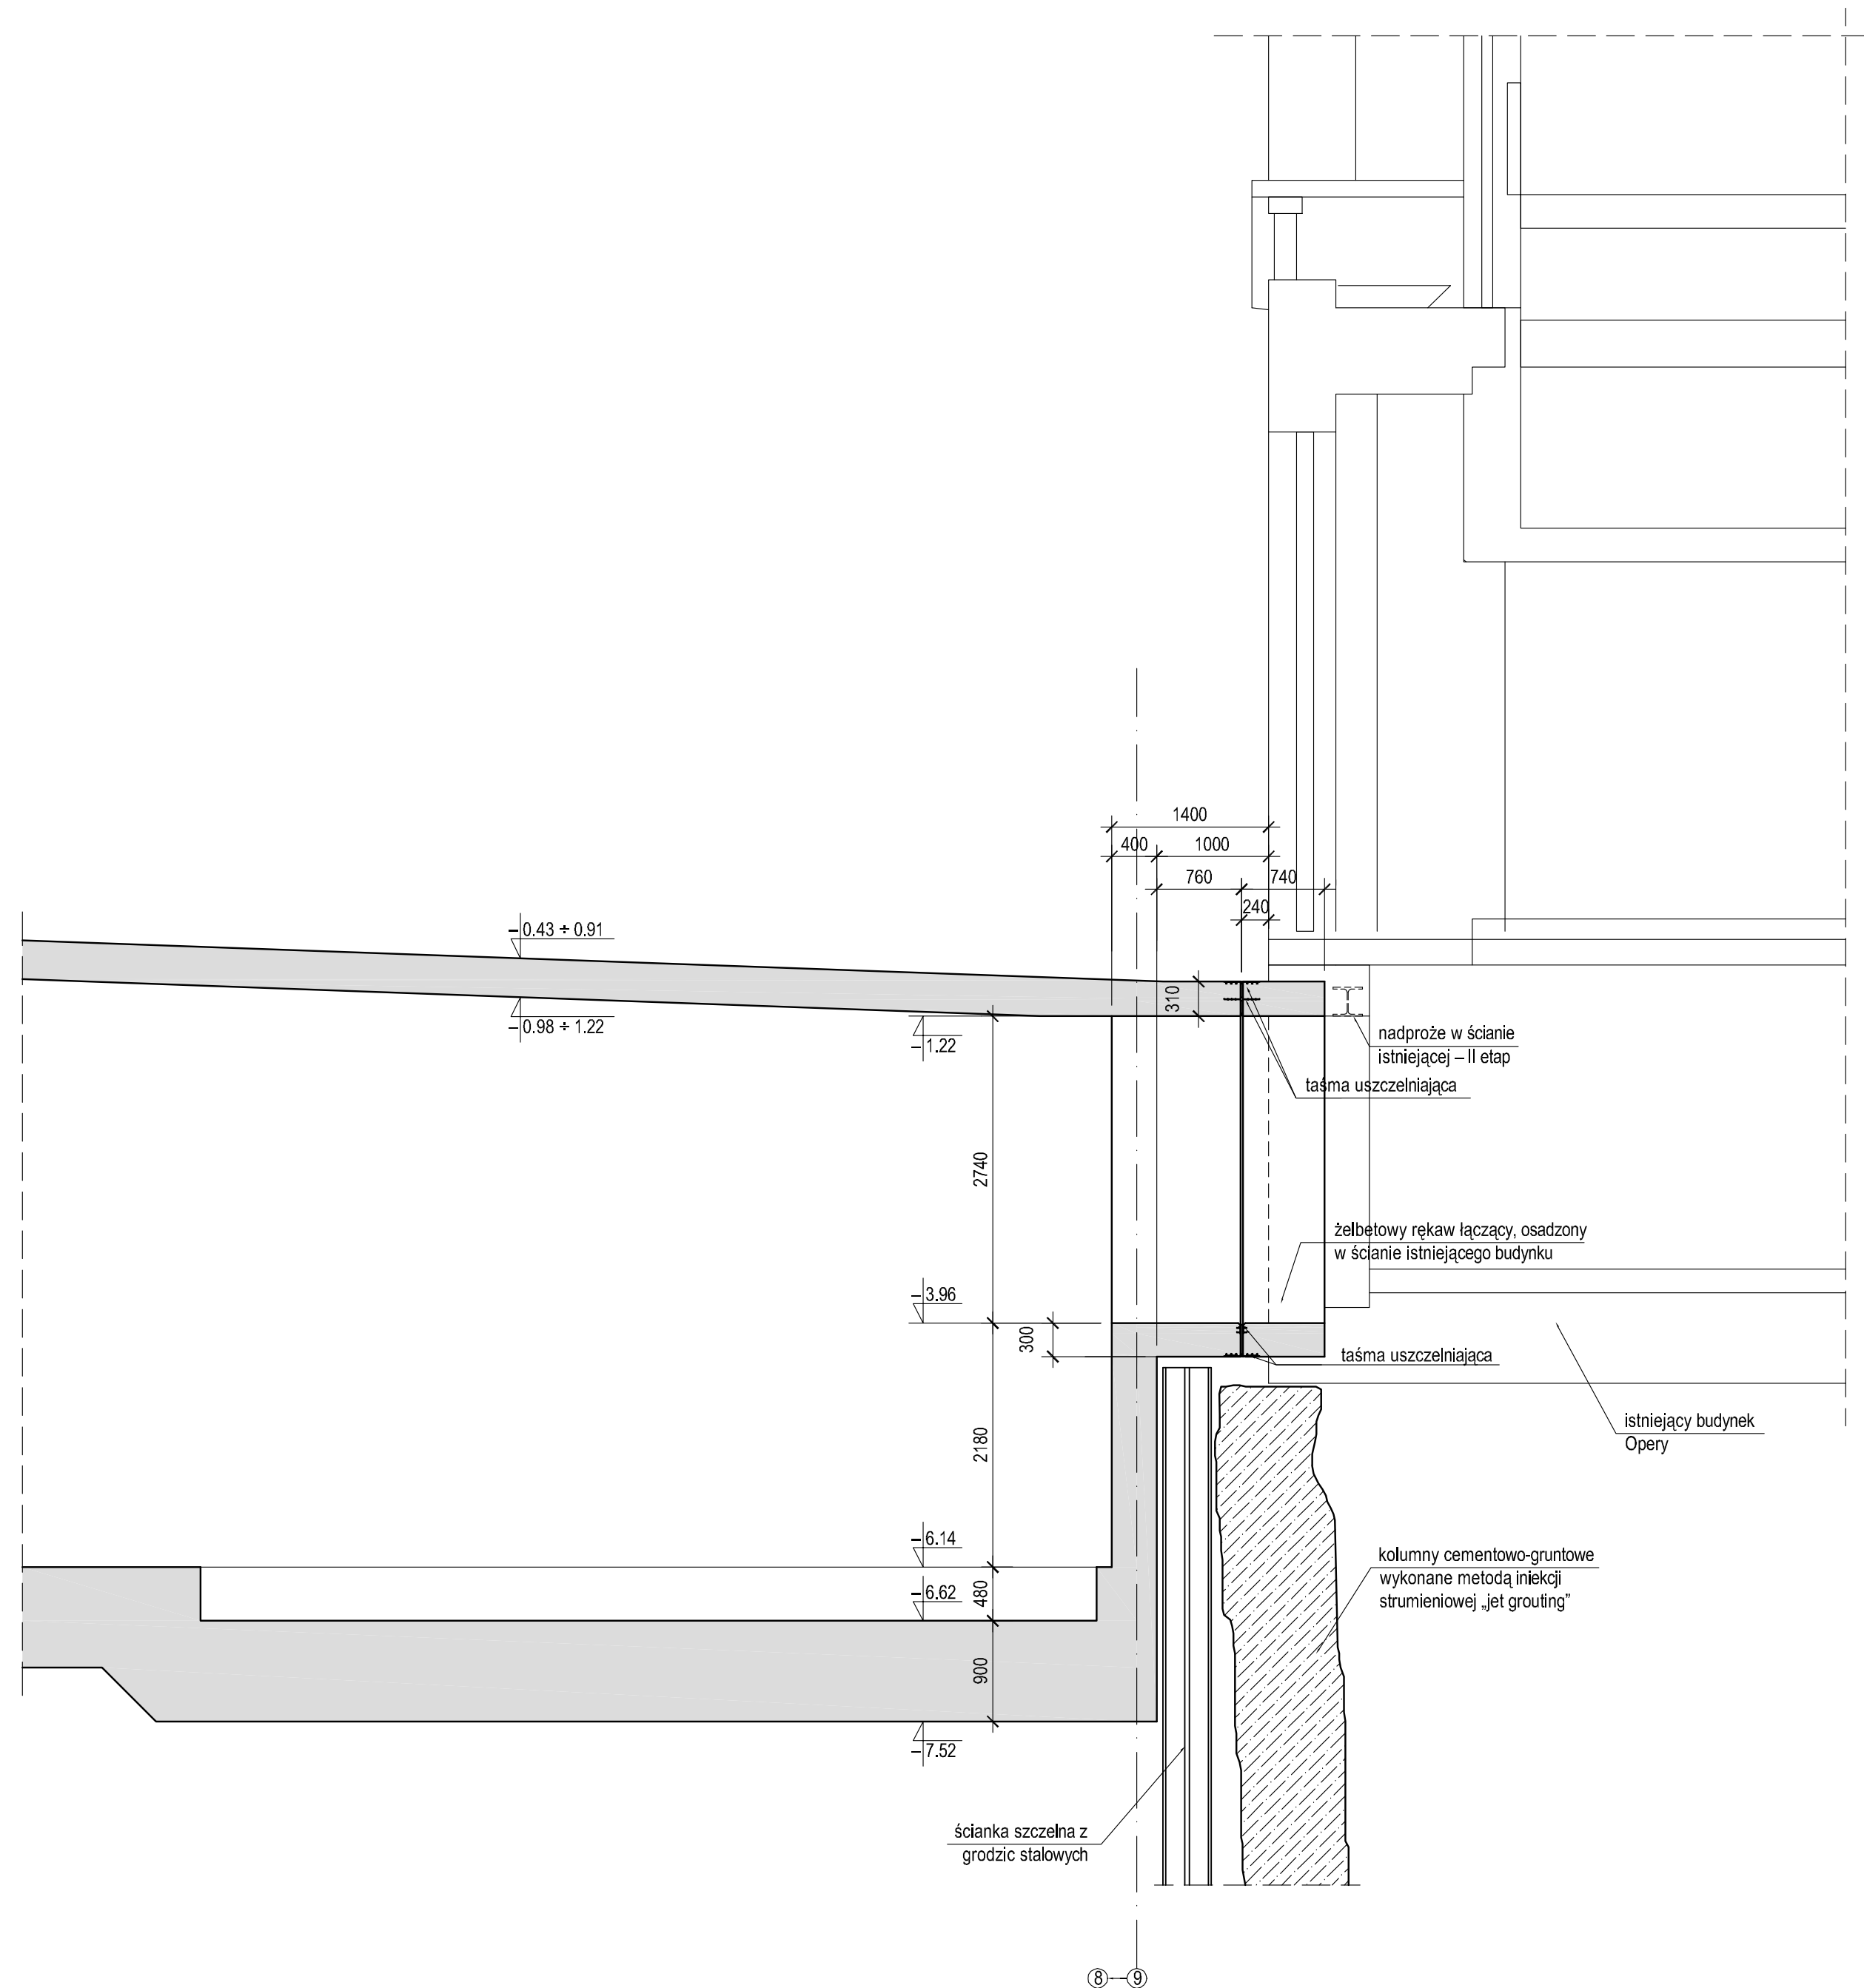 1400
400
1000
760
740
240
– 0.43 ÷ 0.91
310
– 0.98 ÷ 1.22
– 1.22
nadproże w ścianie
istniejącej – II etap
taśma uszczelniająca
2740
żelbetowy rękaw łączący, osadzony
w ścianie istniejącego budynku
– 3.96
300
taśma uszczelniająca
istniejący budynek
Opery
2180
– 6.14
kolumny cementowo-gruntowe
wykonane metodą iniekcji
strumieniowej „jet grouting”
– 6.62
480
900
– 7.52
ścianka szczelna z
grodzic stalowych
8
9